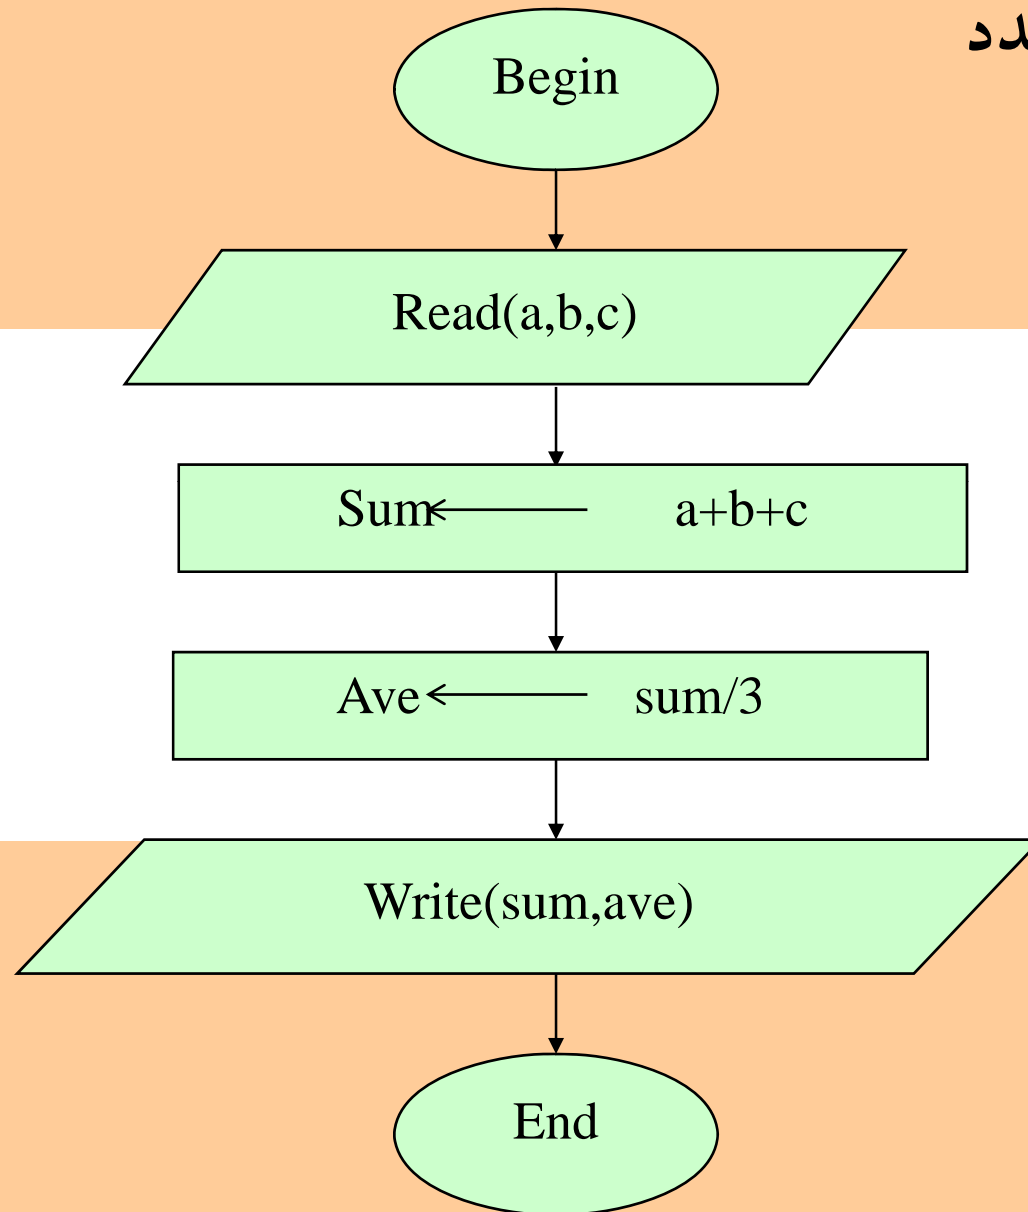 Begin
Read(a,b,c)
Sum ← a+b+c
Ave ← sum/3
Write(sum,ave)
End